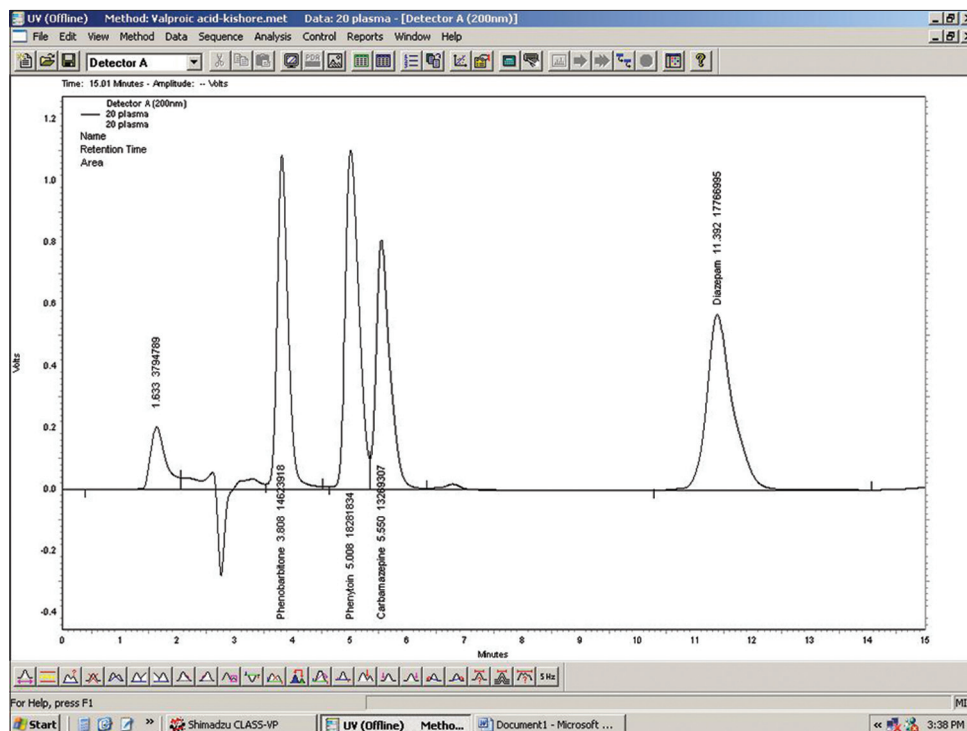 UV (Offline) Method: Valproic acid-kishore.met Data: 20 plasma - [Detector A (200nm)]
File Edit View Method Data Sequence Analysis Control Reports Window Help
Detector A
PDR
Time: 15.01 Minutes - Amplitude: -- Volts
Detector A (200nm)
20 plasma
20 plasma
Name
Retention Time
Area
1.2
1.0
0.8
0.6
0.4
0.2
0.0
-0.2
-0.4
Volts
1.633 3794789
Phenobarbitone 3.808 14623918
Phenytoin 5.008 18281834
Carbamazepine 5.550 13269307
Diazepam 11.392 17766995
0 1 2 3 4 5 6 7 8 9 10 11 12 13 14 15
Minutes
5 Hz
For Help, press F1
MI
Start » Shimadzu CLASS-VP UV (Offline) Metho... Document1 - Microsoft ... « 3:38 PM